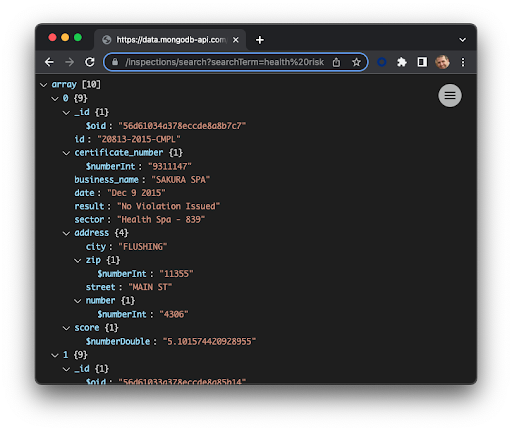 https://data.mongodb-api.com
/inspections/search?searchTerm=health%20risk
array [10]
0 {9}
_id {1}
$oid : "56d61034a378eccde8a8b7c7"
id : "20813-2015-CMPL"
certificate_number {1}
$numberInt : "9311147"
business_name : "SAKURA SPA"
date : "Dec 9 2015"
result : "No Violation Issued"
sector : "Health Spa - 839"
address {4}
city : "FLUSHING"
zip {1}
$numberInt : "11355"
street : "MAIN ST"
number {1}
$numberInt : "4306"
score {1}
$numberDouble : "5.101574420928955"
1 {9}
_id {1}
$oid : "56d61033a378eccde8a85b14"